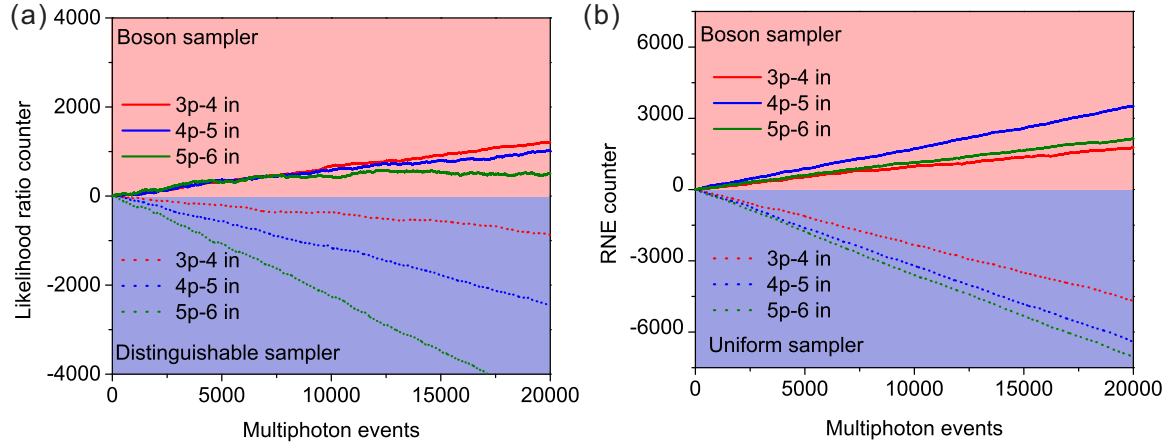 (a)
4000
2000
0
-2000
-4000
Likelihood ratio counter
Boson sampler
3p-4 in
4p-5 in
5p-6 in
3p-4 in
4p-5 in
5p-6 in
Distinguishable sampler
0 5000 10000 15000 20000
Multiphoton events
(b)
6000
3000
0
-3000
-6000
RNE counter
Boson sampler
3p-4 in
4p-5 in
5p-6 in
3p-4 in
4p-5 in
5p-6 in
Uniform sampler
0 5000 10000 15000 20000
Multiphoton events